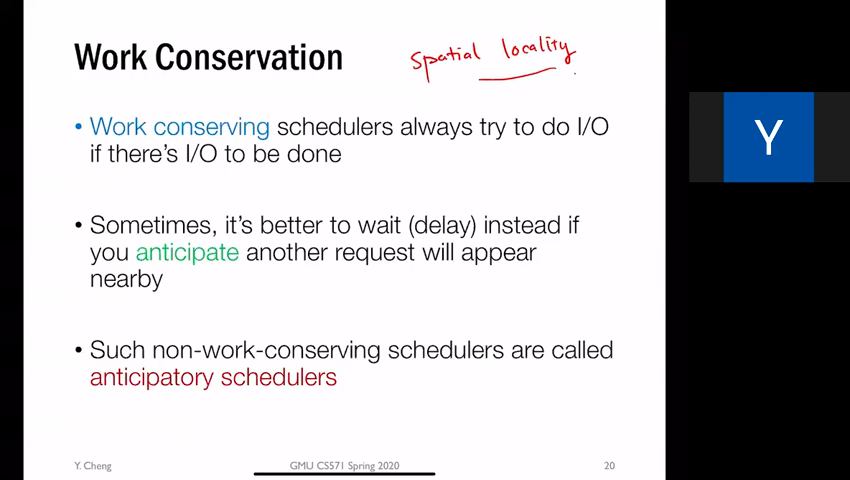 Work Conservation
Spatial locality
• Work conserving schedulers always try to do I/O
if there's I/O to be done
• Sometimes, it's better to wait (delay) instead if
you anticipate another request will appear
nearby
• Such non-work-conserving schedulers are called
anticipatory schedulers
Y. Cheng
GMU CS571 Spring 2020
20
Y